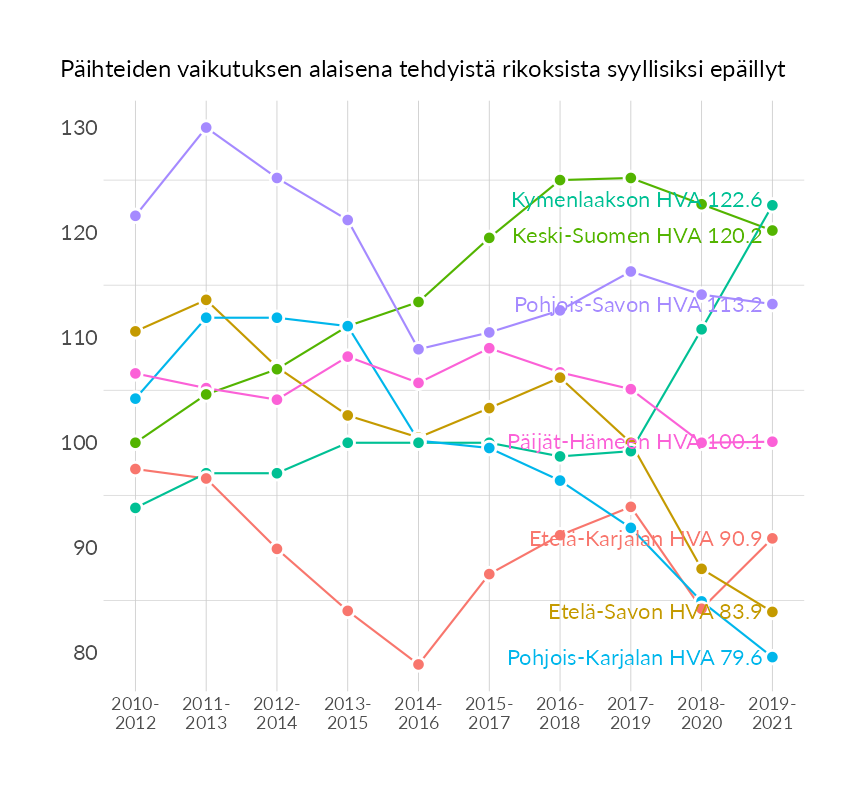 Päihteiden vaikutuksen alaisena tehdyistä rikoksista syyllisiksi epäillyt
130
120
110
100
90
80
Kymenlaakson HVA 122.6
Keski-Suomen HVA 120.2
Pohjois-Savon HVA 113.2
Päijät-Hämeen HVA 100.1
Etelä-Karjalan HVA 90.9
Etelä-Savon HVA 83.9
Pohjois-Karjalan HVA 79.6
2010- 2011- 2012- 2013- 2014- 2015- 2016- 2017- 2018- 2019-
2012 2013 2014 2015 2016 2017 2018 2019 2020 2021